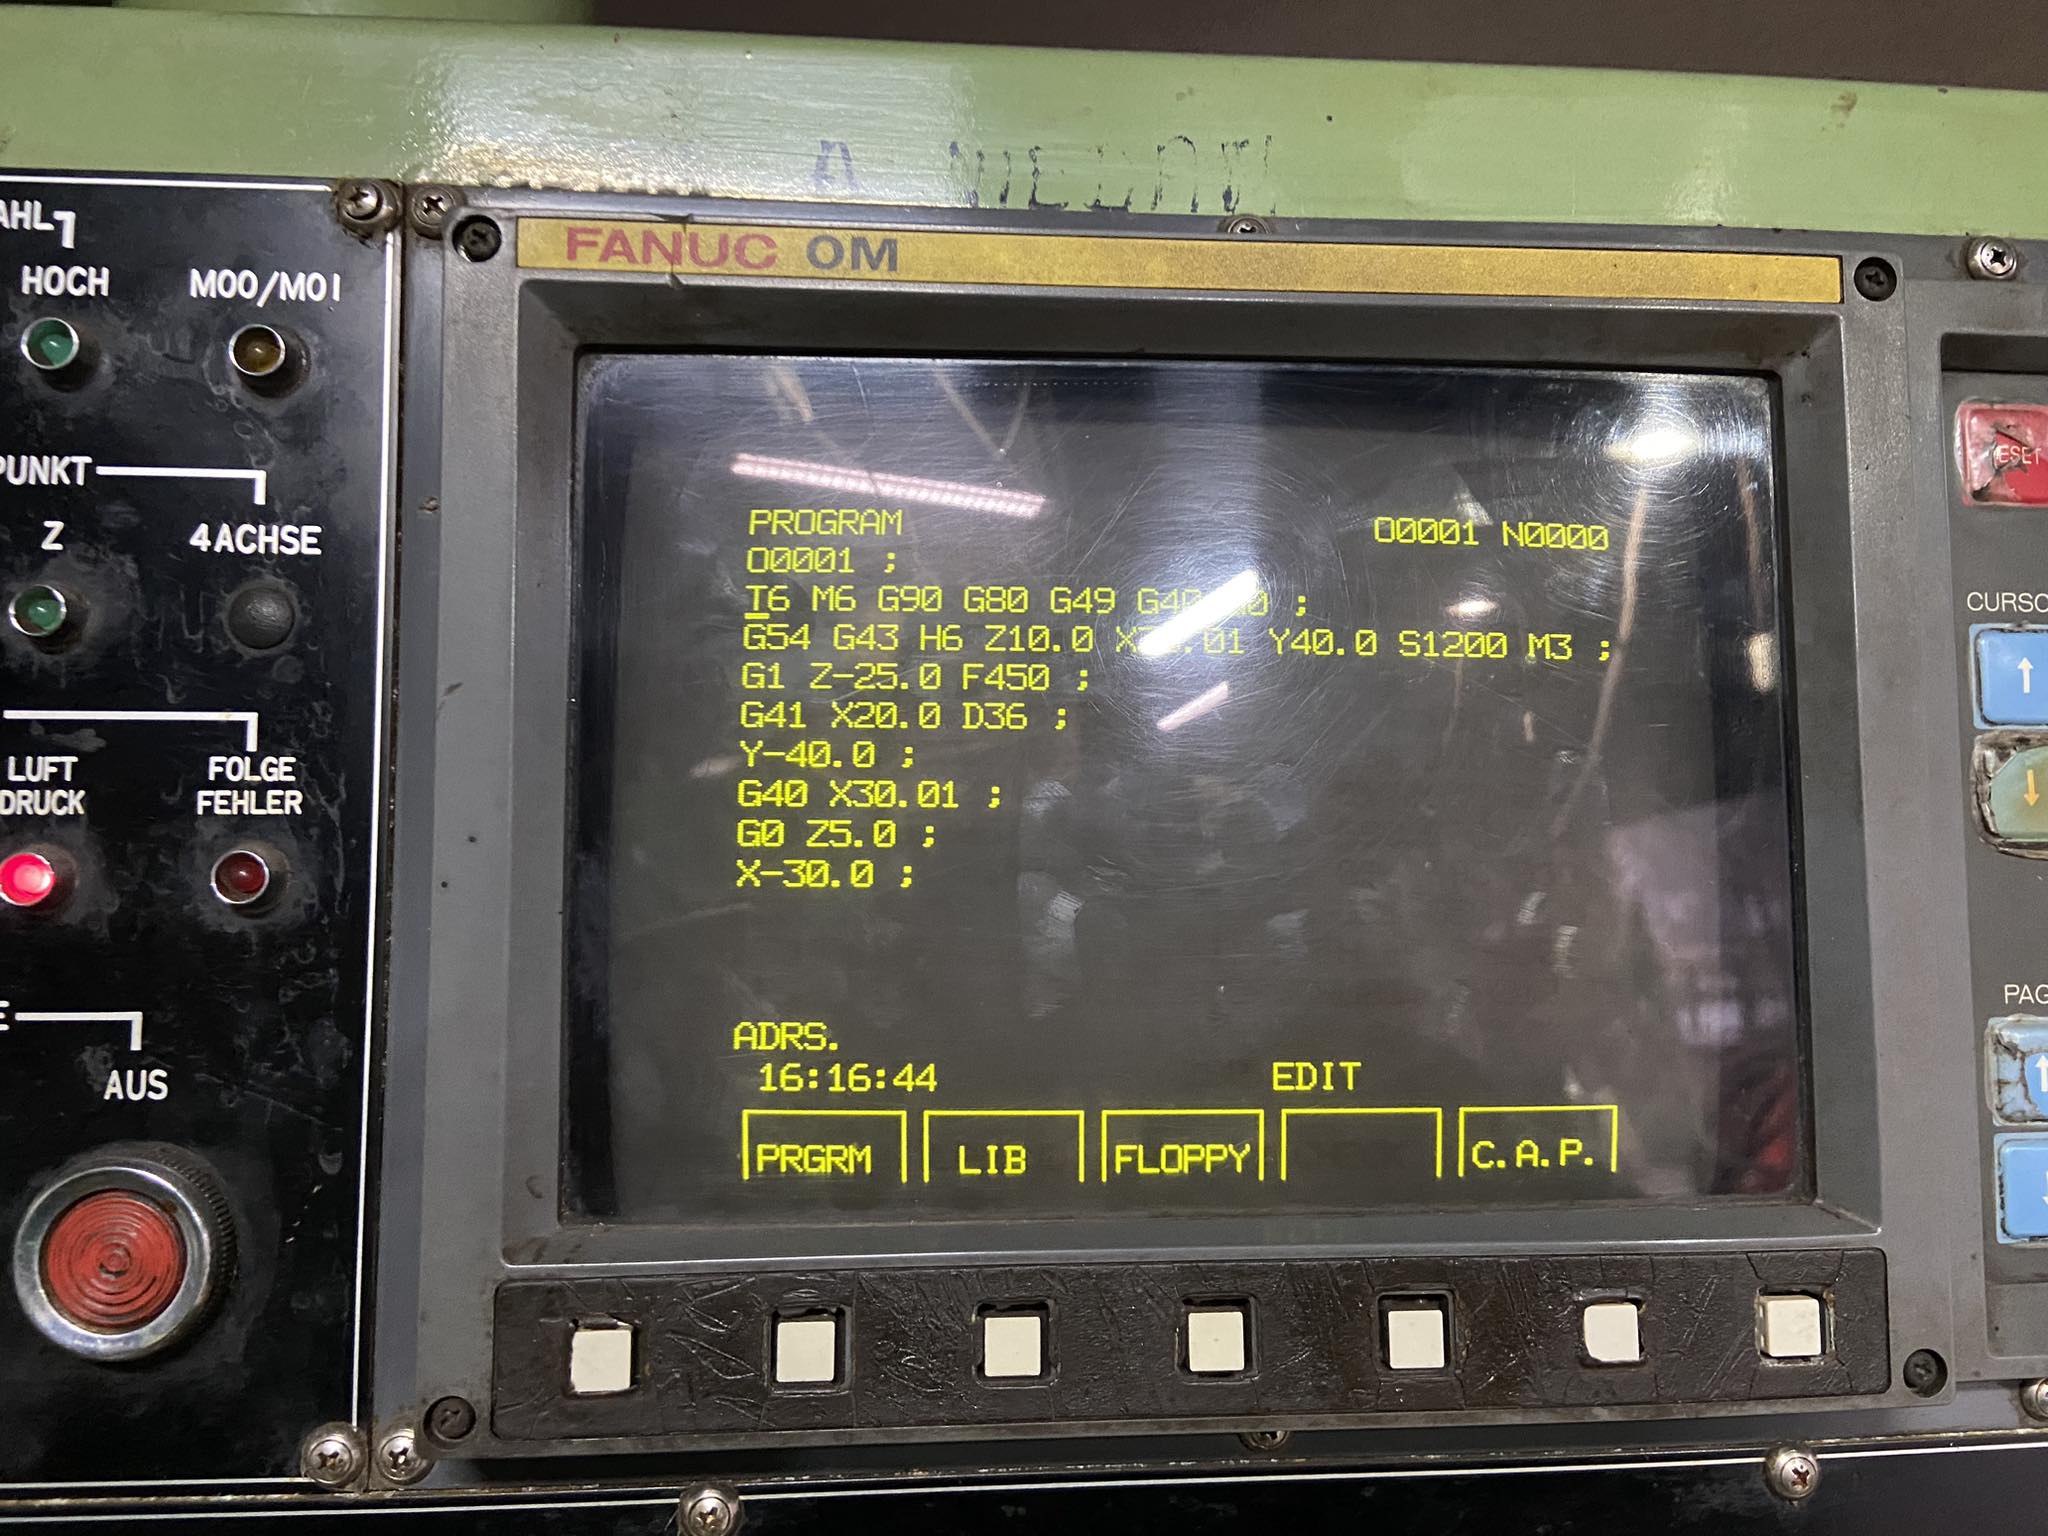 AHL
HOCH M00/M01
PUNKT
Z 4ACHSE
LUFT DRUCK
FOLGE FEHLER
E
AUS
FANUC 0M
PROGRAM O0001 N0000
O0001 ;
T6 M6 G90 G80 G49 G40 ;
G54 G43 H6 Z10.0 Y40.0 S1200 M3 ;
G1 Z-25.0 F450 ;
G41 X20.0 D36 ;
Y-40.0 ;
G40 X30.01 ;
G0 Z5.0 ;
X-30.0 ;
ADRS.
16:16:44 EDIT
PRGRM LIB FLOPPY C.A.P.
RESET
CURSO
PAG